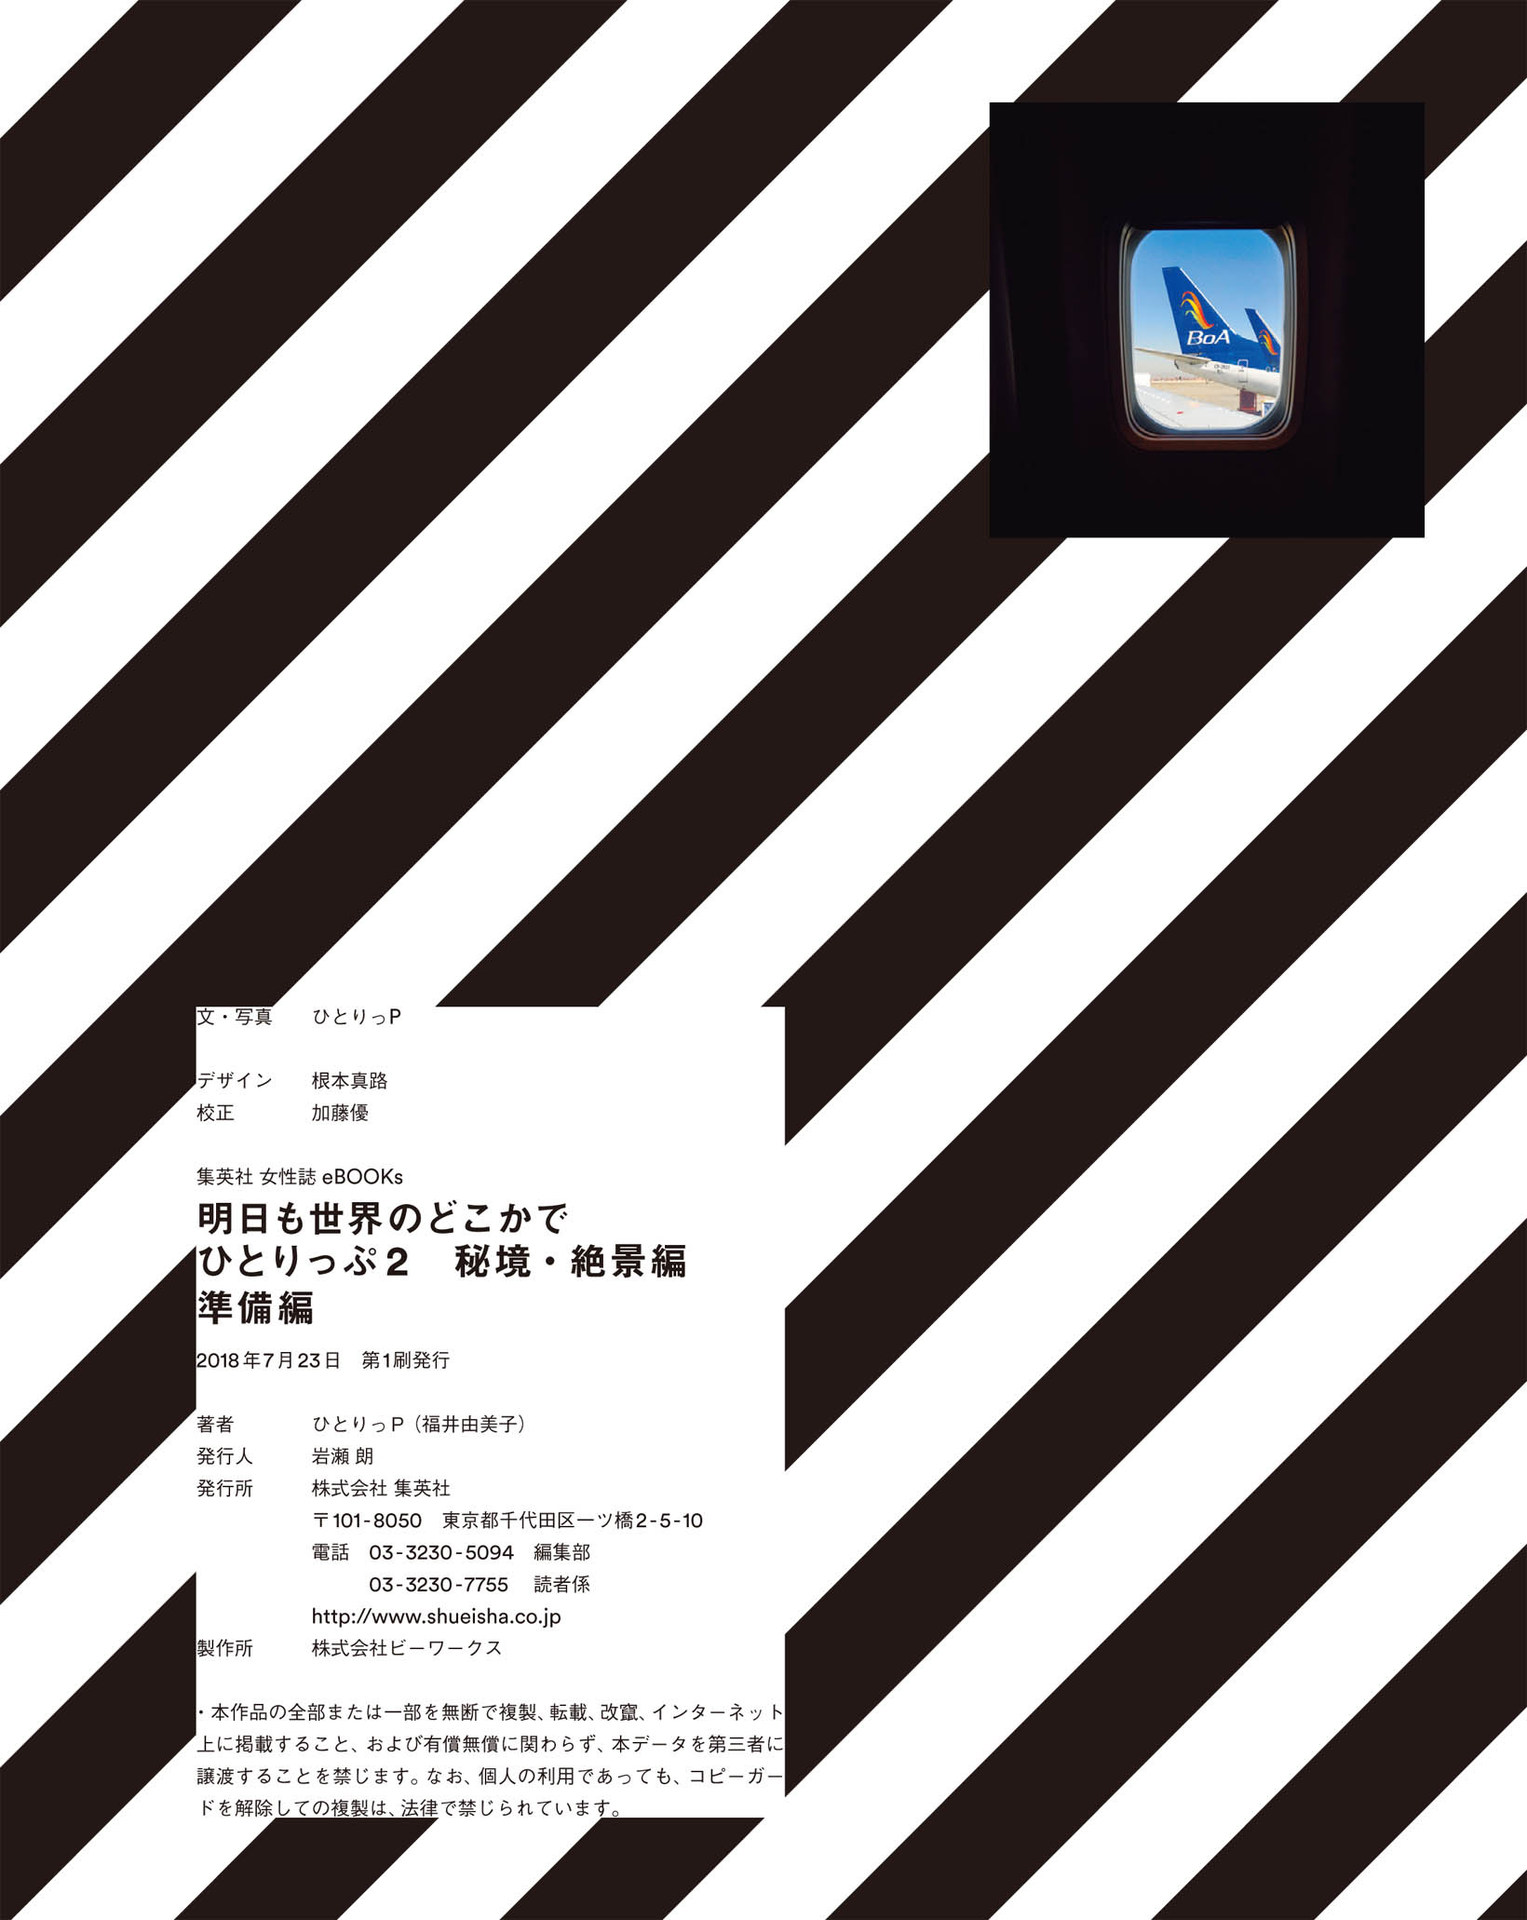 BoA
文・写真　ひとりっP
デザイン　根本真路
校正　加藤優
集英社 女性誌 eBOOKs
明日も世界のどこかで
ひとりっぷ2　秘境・絶景編
準備編
2018年7月23日　第1刷発行
著者　ひとりっP（福井由美子）
発行人　岩瀬 朗
発行所　株式会社 集英社
〒101-8050　東京都千代田区一ツ橋2-5-10
電話　03-3230-5094　編集部
03-3230-7755　読者係
http://www.shueisha.co.jp
製作所　株式会社ビーワークス
・本作品の全部または一部を無断で複製、転載、改竄、インターネット
上に掲載すること、および有償無償に関わらず、本データを第三者に
譲渡することを禁じます。なお、個人の利用であっても、コピーガー
ドを解除しての複製は、法律で禁じられています。